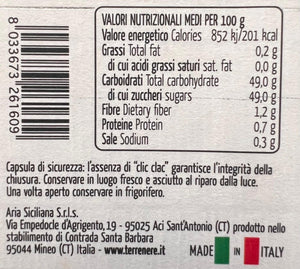 8 033673 261609
VALORI NUTRIZIONALI MEDI PER 100 g
Valore energetico Calories 852 kj/201 kcal
Grassi Total fat 0,2 g
di cui acidi grassi saturi sat. fat 0,0 g
Carboidrati Total carbohydrate 49,0 g
di cui zuccheri sugars 49,0 g
Fibre Dietary fiber 1,2 g
Proteine Protein 0,7 g
Sale Sodium 0,3 g
Capsula di sicurezza: l'assenza di "clic clac" garantisce l'integrità della
chiusura. Conservare in luogo fresco e asciutto al riparo dalla luce.
Una volta aperto conservare in frigorifero.
Aria Siciliana S.r.l.s.
Via Empedocle d'Agrigento, 19 - 95025 Aci Sant'Antonio (CT) prodotto nello
stabilimento di Contrada Santa Barbara
95044 Mineo (CT) Italia - www.terrenere.it MADE IN ITALY